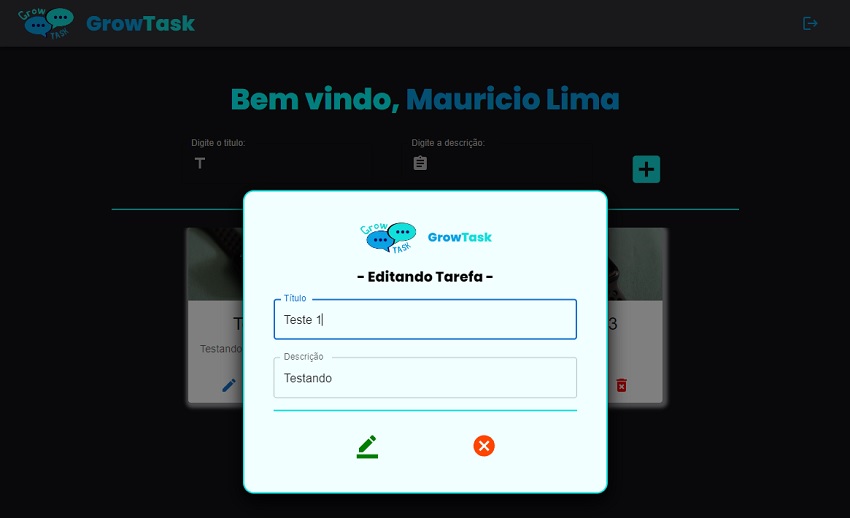 Grow TASK GrowTask
Bem vindo, Mauricio Lima
Digite o título:
Digite a descrição:
Grow TASK GrowTask
- Editando Tarefa -
Título
Teste 1
Descrição
Testando
T
3
Testando